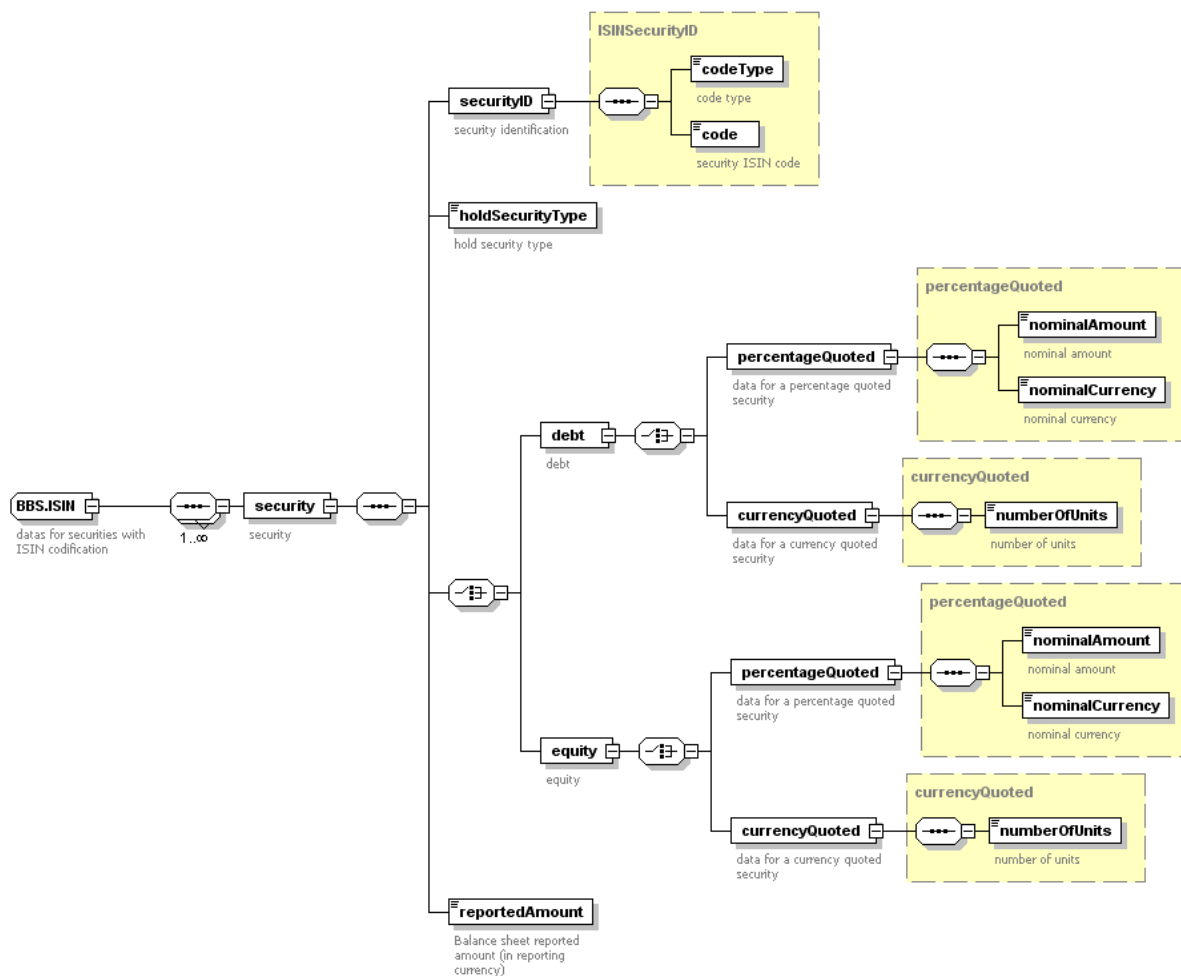 ISINSecurityID
codeType
code type
securityID
security identification
code
security ISIN code
holdSecurityType
hold security type
percentageQuoted
nominalAmount
nominal amount
percentageQuoted
data for a percentage quoted
security
nominalCurrency
nominal currency
debt
debt
currencyQuoted
currencyQuoted
data for a currency quoted
security
numberOfUnits
number of units
BBS.ISIN
datas for securities with
ISIN codification
1..∞
security
security
percentageQuoted
nominalAmount
nominal amount
percentageQuoted
data for a percentage quoted
security
nominalCurrency
nominal currency
equity
equity
currencyQuoted
currencyQuoted
data for a currency quoted
security
numberOfUnits
number of units
reportedAmount
Balance sheet reported
amount (in reporting
currency)